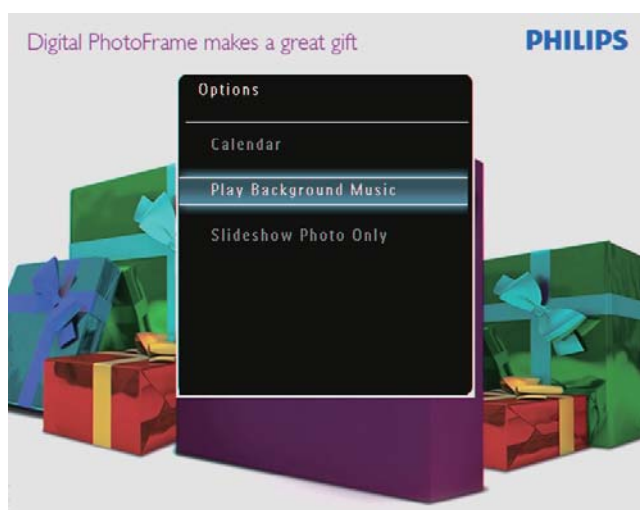 Digital PhotoFrame makes a great gift
PHILIPS
Options
Calendar
Play Background Music
Slideshow Photo Only